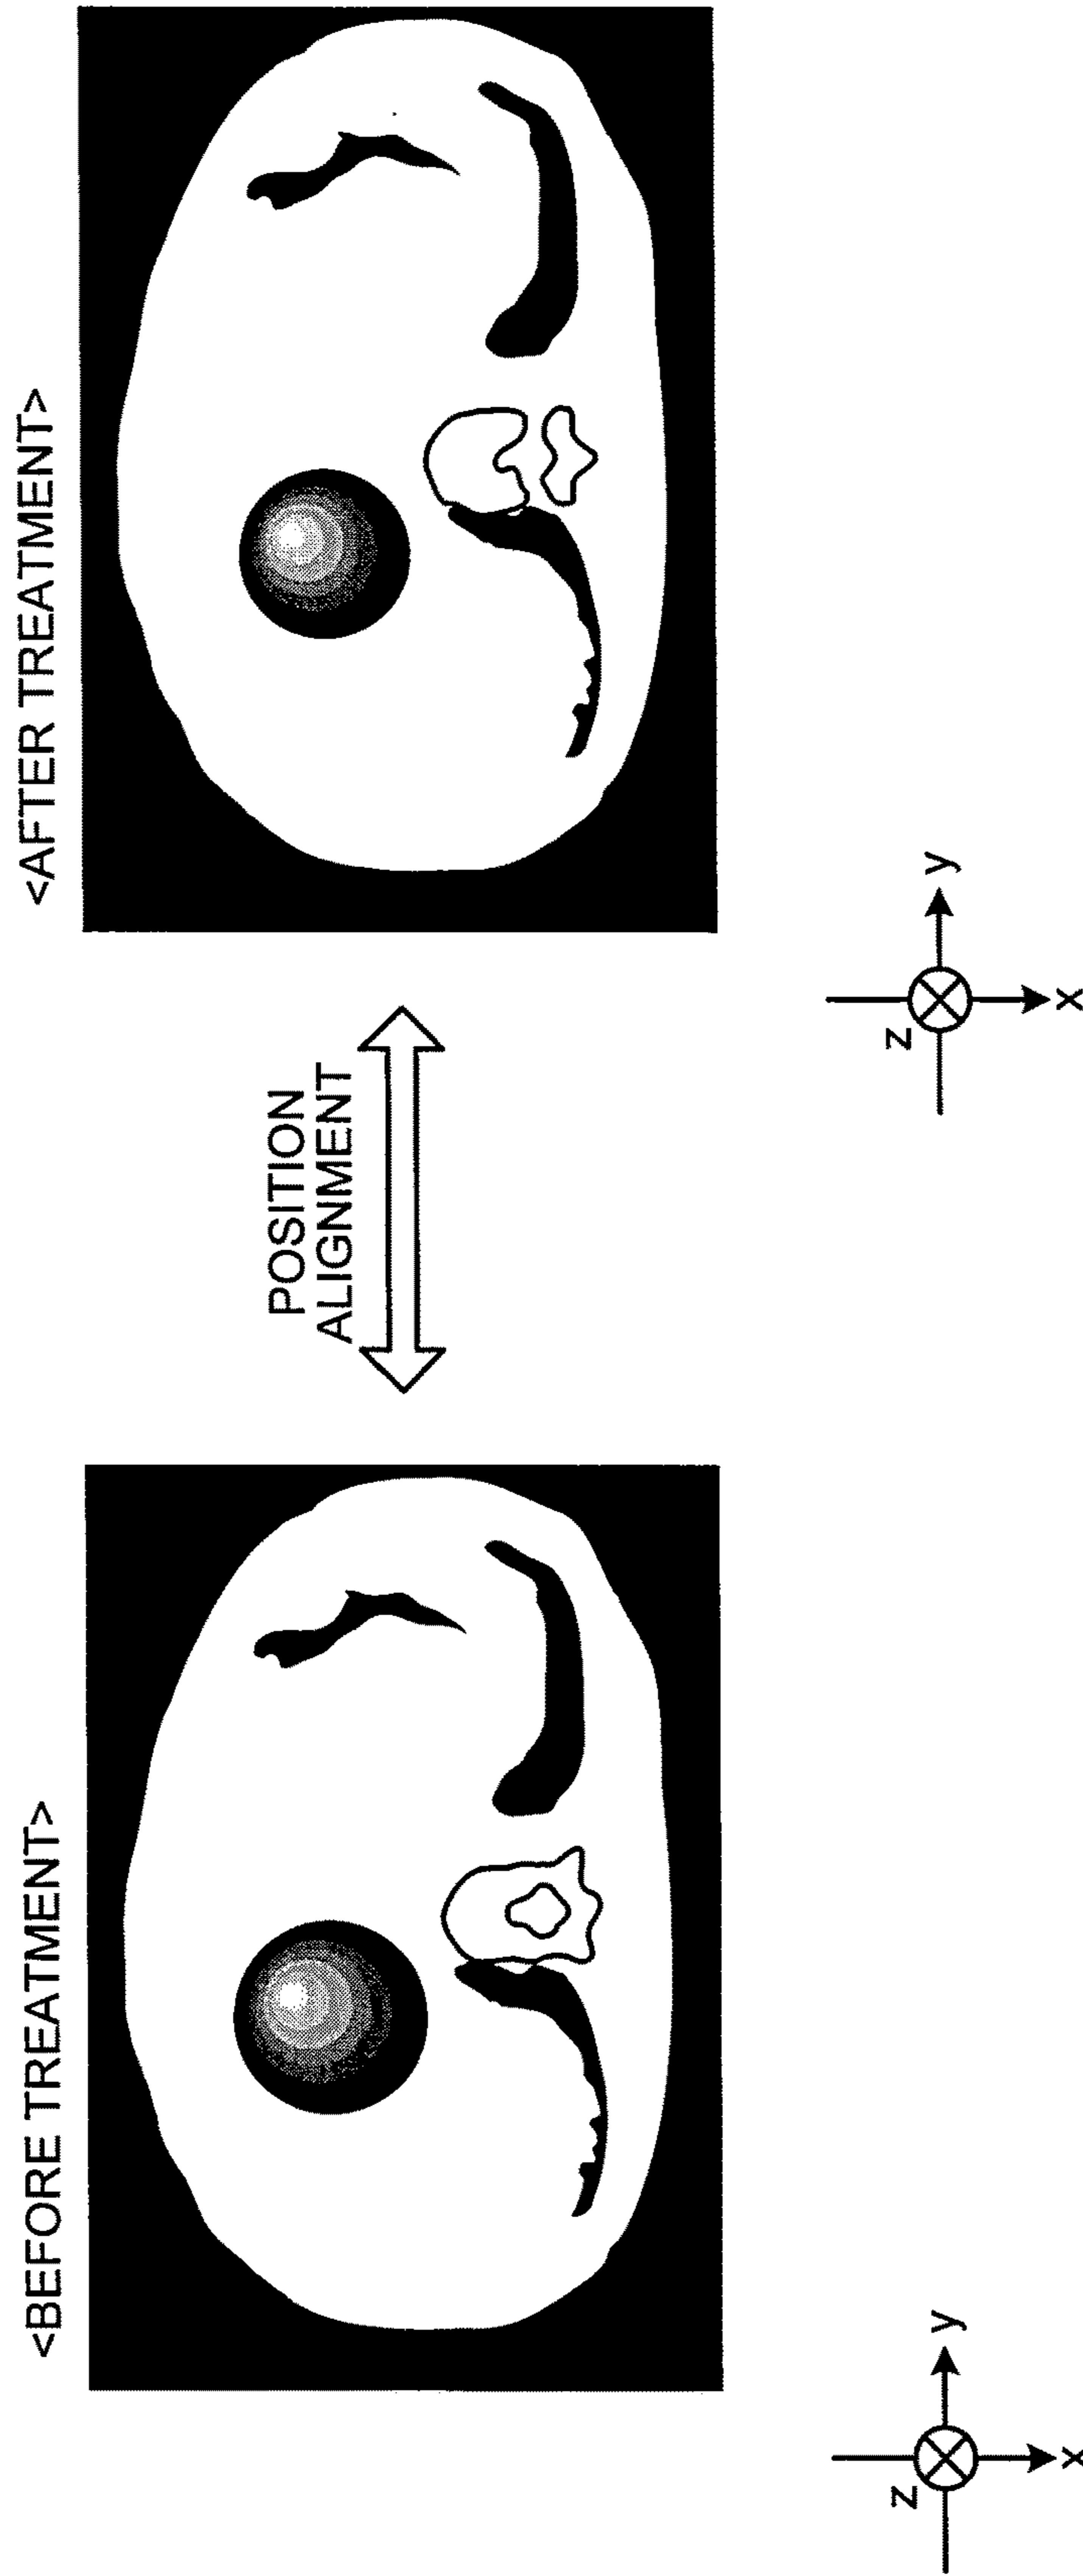 <BEFORE TREATMENT>
POSITION
ALIGNMENT
<AFTER TREATMENT>
z
y
x
z
y
x